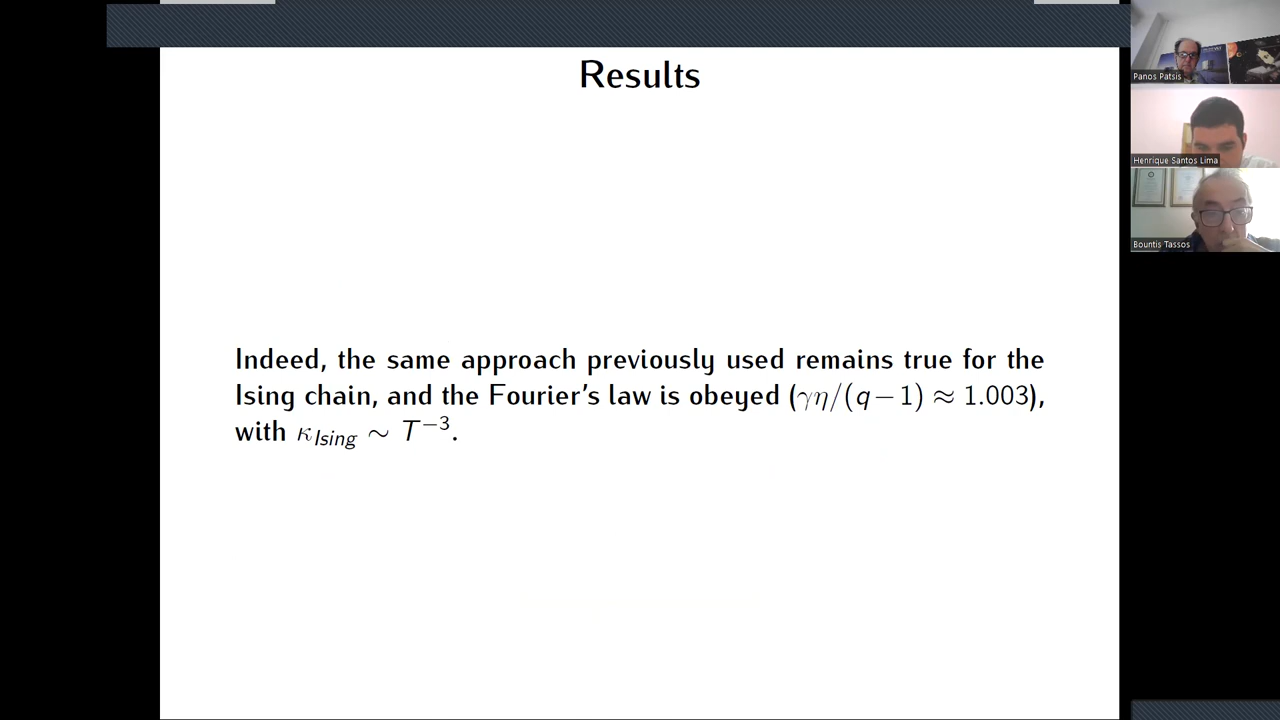 Results
Indeed, the same approach previously used remains true for the
Ising chain, and the Fourier's law is obeyed (γη/(q−1) ≈ 1.003),
with κ_Ising ∼ T⁻³.
Panos Patsis
Henrique Santos Lima
Bountis Tassos